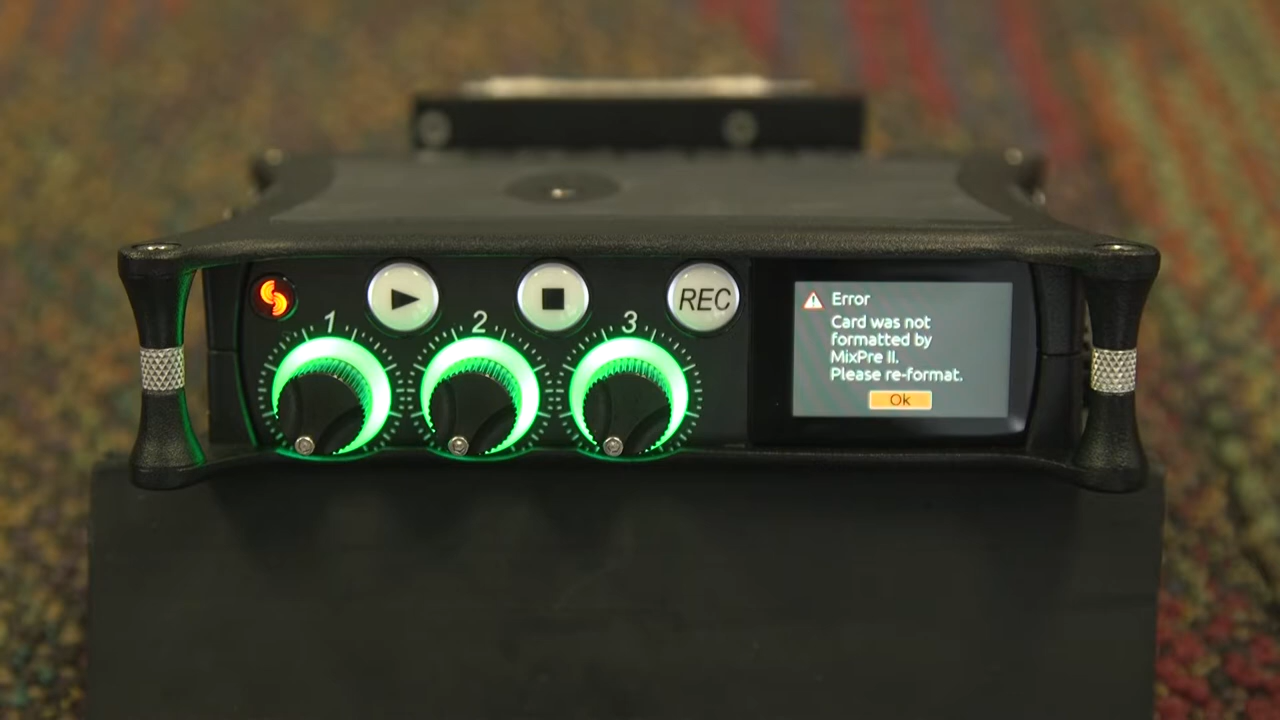 REC
1
2
3
Error
Card was not
formatted by
MixPre II.
Please re-format.
Ok